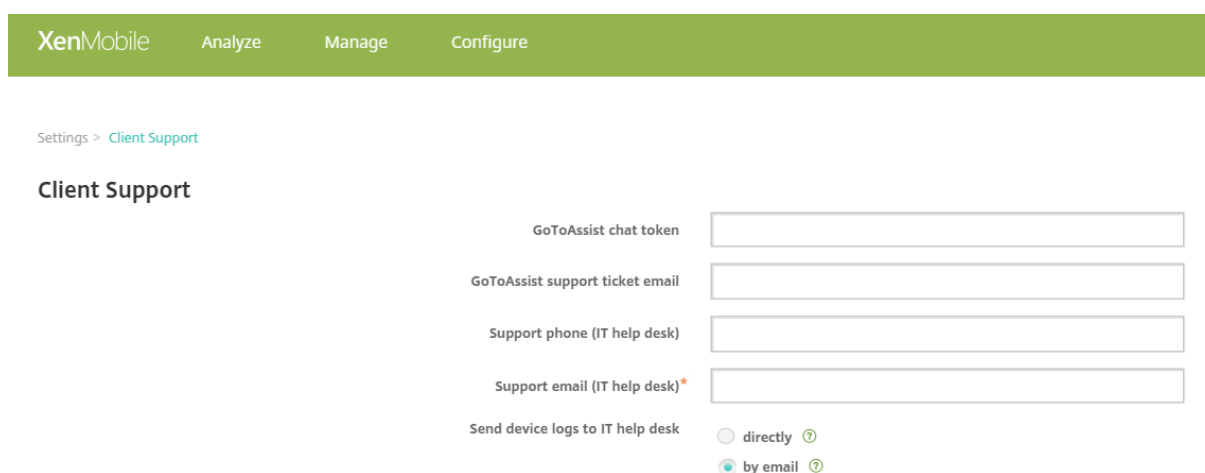 XenMobile Analyze Manage Configure
Settings > Client Support
Client Support
GoToAssist chat token
GoToAssist support ticket email
Support phone (IT help desk)
Support email (IT help desk)*
Send device logs to IT help desk
directly ?
by email ?